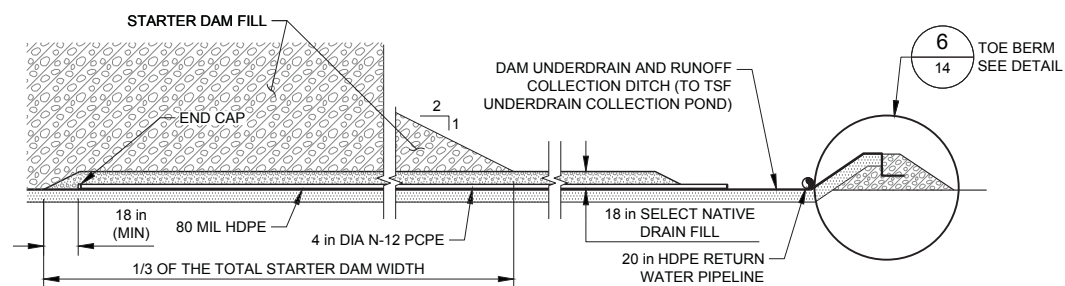 STARTER DAM FILL
6
14
TOE BERM
SEE DETAIL
DAM UNDERDRAIN AND RUNOFF
COLLECTION DITCH (TO TSF
UNDERDRAIN COLLECTION POND)
2
1
END CAP
18 in
(MIN)
80 MIL HDPE
4 in DIA N-12 PCPE
18 in SELECT NATIVE
DRAIN FILL
20 in HDPE RETURN
WATER PIPELINE
1/3 OF THE TOTAL STARTER DAM WIDTH